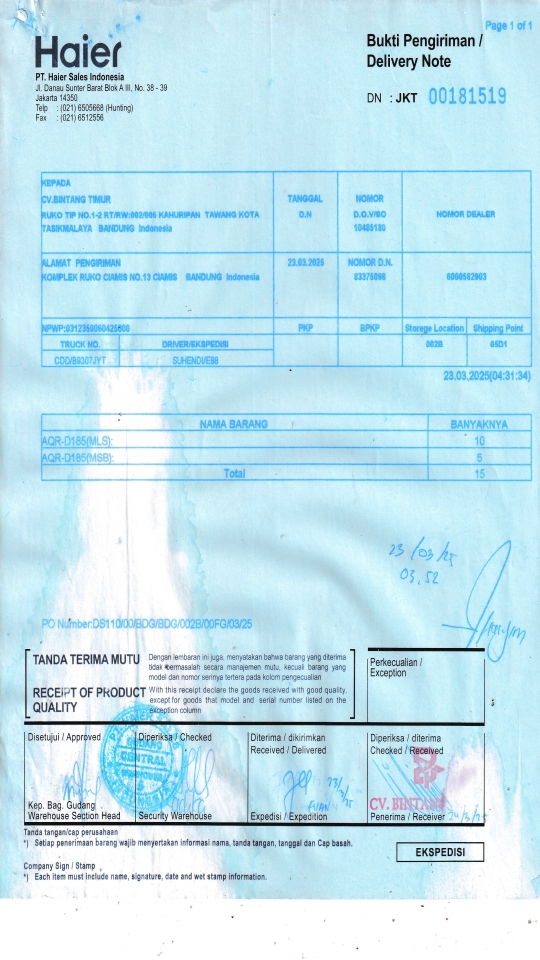 Page 1 of 1
Haier
PT. Haier Sales Indonesia
Jl. Danau Sunter Barat Blok A III, No. 38 - 39
Jakarta 14350
Telp : (021) 6505668 (Hunting)
Fax : (021) 6512556
Bukti Pengiriman /
Delivery Note
DN : JKT 00181519
KEPADA
CV.BINTANG TIMUR
RUKO TIP NO.1-2 RT/RW:002/006 KAHURIPAN TAWANG KOTA
TASIKMALAYA BANDUNG Indonesia
TANGGAL
D.N
NOMOR
D.O.V/SO
10485180
NOMOR DEALER
ALAMAT PENGIRIMAN
KOMPLEK RUKO CIAMIS NO.13 CIAMIS BANDUNG Indonesia
23.03.2025
NOMOR D.N.
83375098
6000582903
PKP
BPKP
Storege Location
Shipping Point
TRUCK NO.
DRIVER/EKSPEDISI
002B
65D1
CDD/B9307JYT
SUHENDI/EBB
23.03.2025(04:31:34)
NAMA BARANG BANYAKNYA
AQR-D185(MLS): 10
AQR-D185(MSB): 5
Total 15
23/03/25
03,52
PO Number:DS110/00/BDG/BDG/002B/00FG/03/25
TANDA TERIMA MUTU
RECEIPT OF PRODUCT
QUALITY
Dengan lembaran ini juga, menyatakan bahwa barang yang diterima
tidak bermasalah secara manajemen mutu, kecuali barang yang
model dan nomor serinya tertera pada kolom pengecualian
With this receipt declare the goods received with good quality,
except for goods that model and serial number listed on the
exception column
Perkecualian /
Exception
Disetujui / Approved
Diperiksa / Checked
Diterima / dikirimkan
Received / Delivered
Diperiksa / diterima
Checked / Received
CENTRAL
23/3/25
CV. BINTANG
Kep. Bag. Gudang
Warehouse Section Head
Security Warehouse
Expedisi / Expedition
Penerima / Receiver
Tanda tangan/cap perusahaan
*) Setiap penerimaan barang wajib menyertakan informasi nama, tanda tangan, tanggal dan Cap basah.
EKSPEDISI
Company Sign / Stamp
*) Each item must include name, signature, date and wet stamp information.